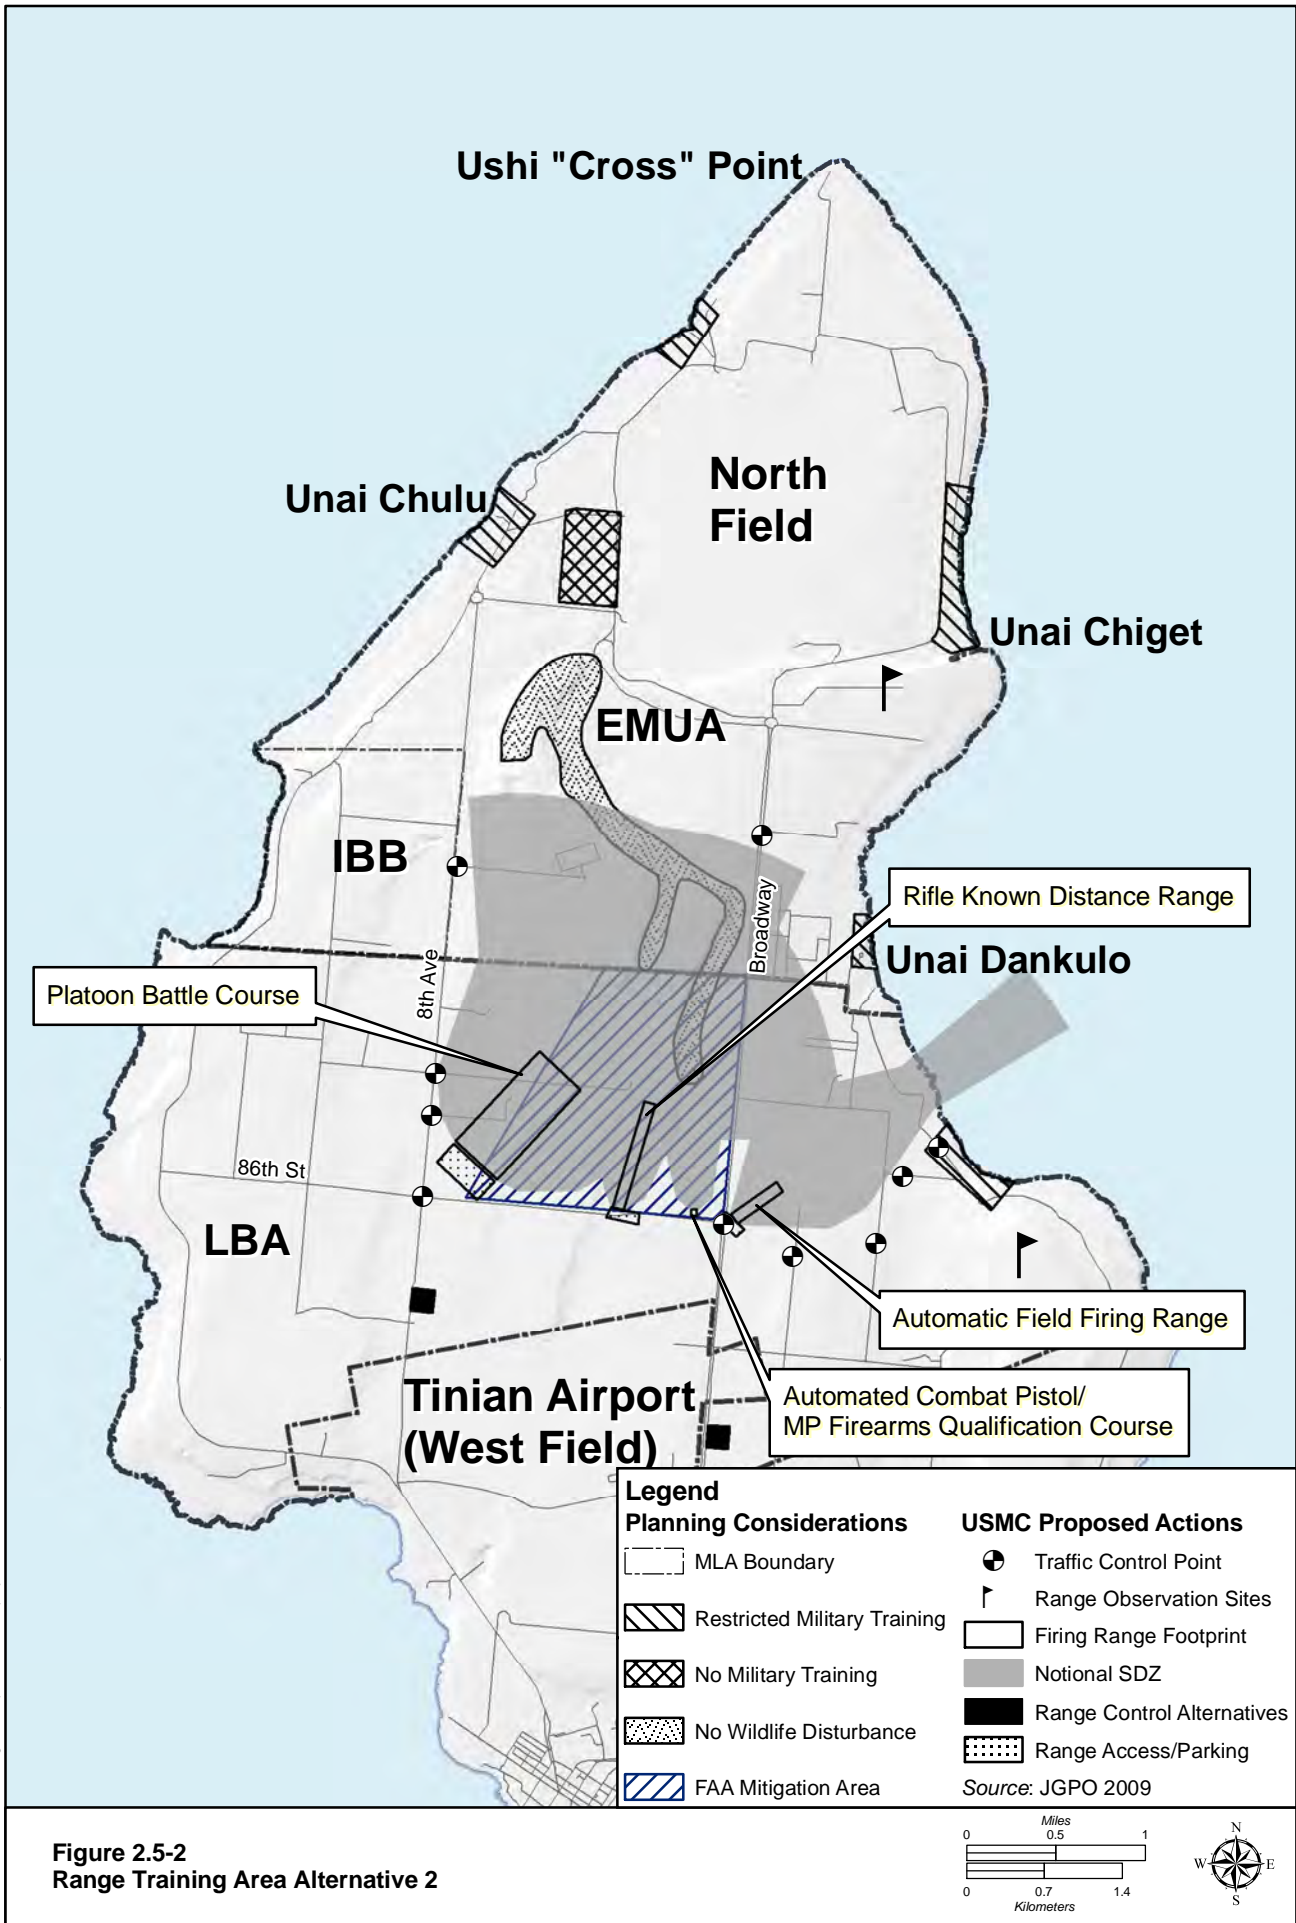 Ushi "Cross" Point
North
Field
Unai Chulu
Unai Chiget
EMUA
IBB
Broadway
Rifle Known Distance Range
Unai Dankulo
8th Ave
Platoon Battle Course
86th St
LBA
Automatic Field Firing Range
Tinian Airport
(West Field)
Automated Combat Pistol/
MP Firearms Qualification Course
Legend
Planning Considerations
MLA Boundary
Restricted Military Training
No Military Training
No Wildlife Disturbance
FAA Mitigation Area
USMC Proposed Actions
Traffic Control Point
Range Observation Sites
Firing Range Footprint
Notional SDZ
Range Control Alternatives
Range Access/Parking
Source: JGPO 2009
Figure 2.5-2
Range Training Area Alternative 2
Miles
0 0.5 1
0 0.7 1.4
Kilometers
N
W E
S